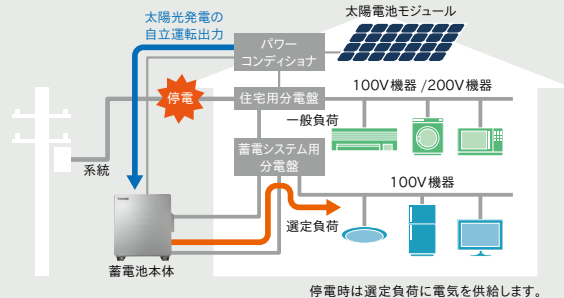 太陽光発電の
自立運転出力
太陽電池モジュール
パワー
コンディショナ
停電
住宅用分電盤
100V機器 /200V機器
一般負荷
系統
蓄電システム用
分電盤
100V機器
選定負荷
蓄電池本体
停電時は選定負荷に電気を供給します。